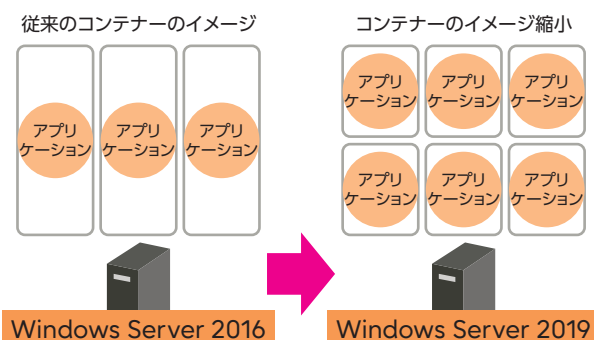 従来のコンテナーのイメージ
アプリ
ケーション
アプリ
ケーション
アプリ
ケーション
Windows Server 2016
コンテナーのイメージ縮小
アプリ
ケーション
アプリ
ケーション
アプリ
ケーション
アプリ
ケーション
アプリ
ケーション
アプリ
ケーション
Windows Server 2019